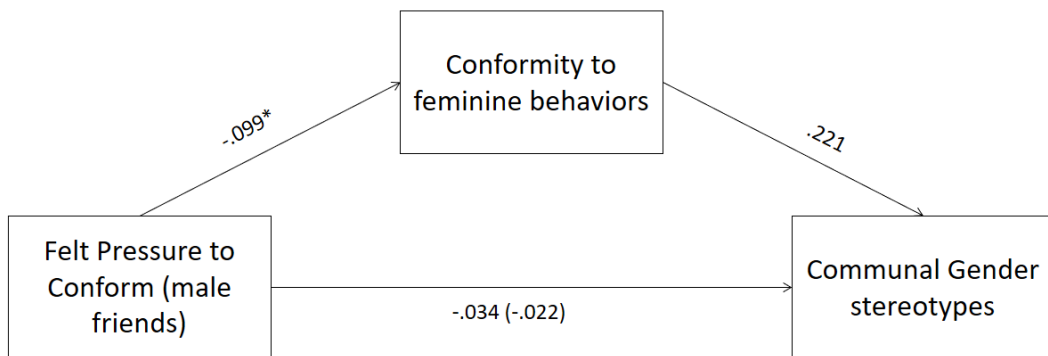 Conformity to
feminine behaviors
-.099*
.221
Felt Pressure to
Conform (male
friends)
Communal Gender
stereotypes
-.034 (-.022)